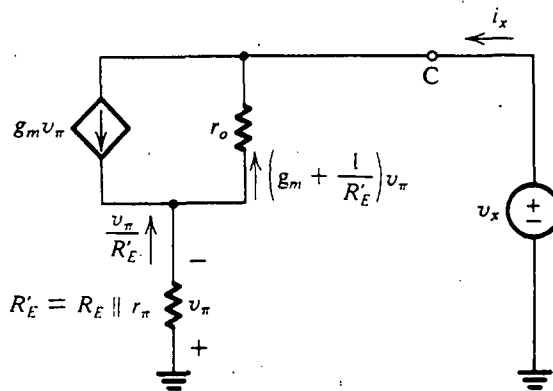 i_x
C
g_m v_π
r_o
(g_m + 1/R'_E) v_π
v_π/R'_E
v_x
+
−
−
R'_E = R_E || r_π
v_π
+